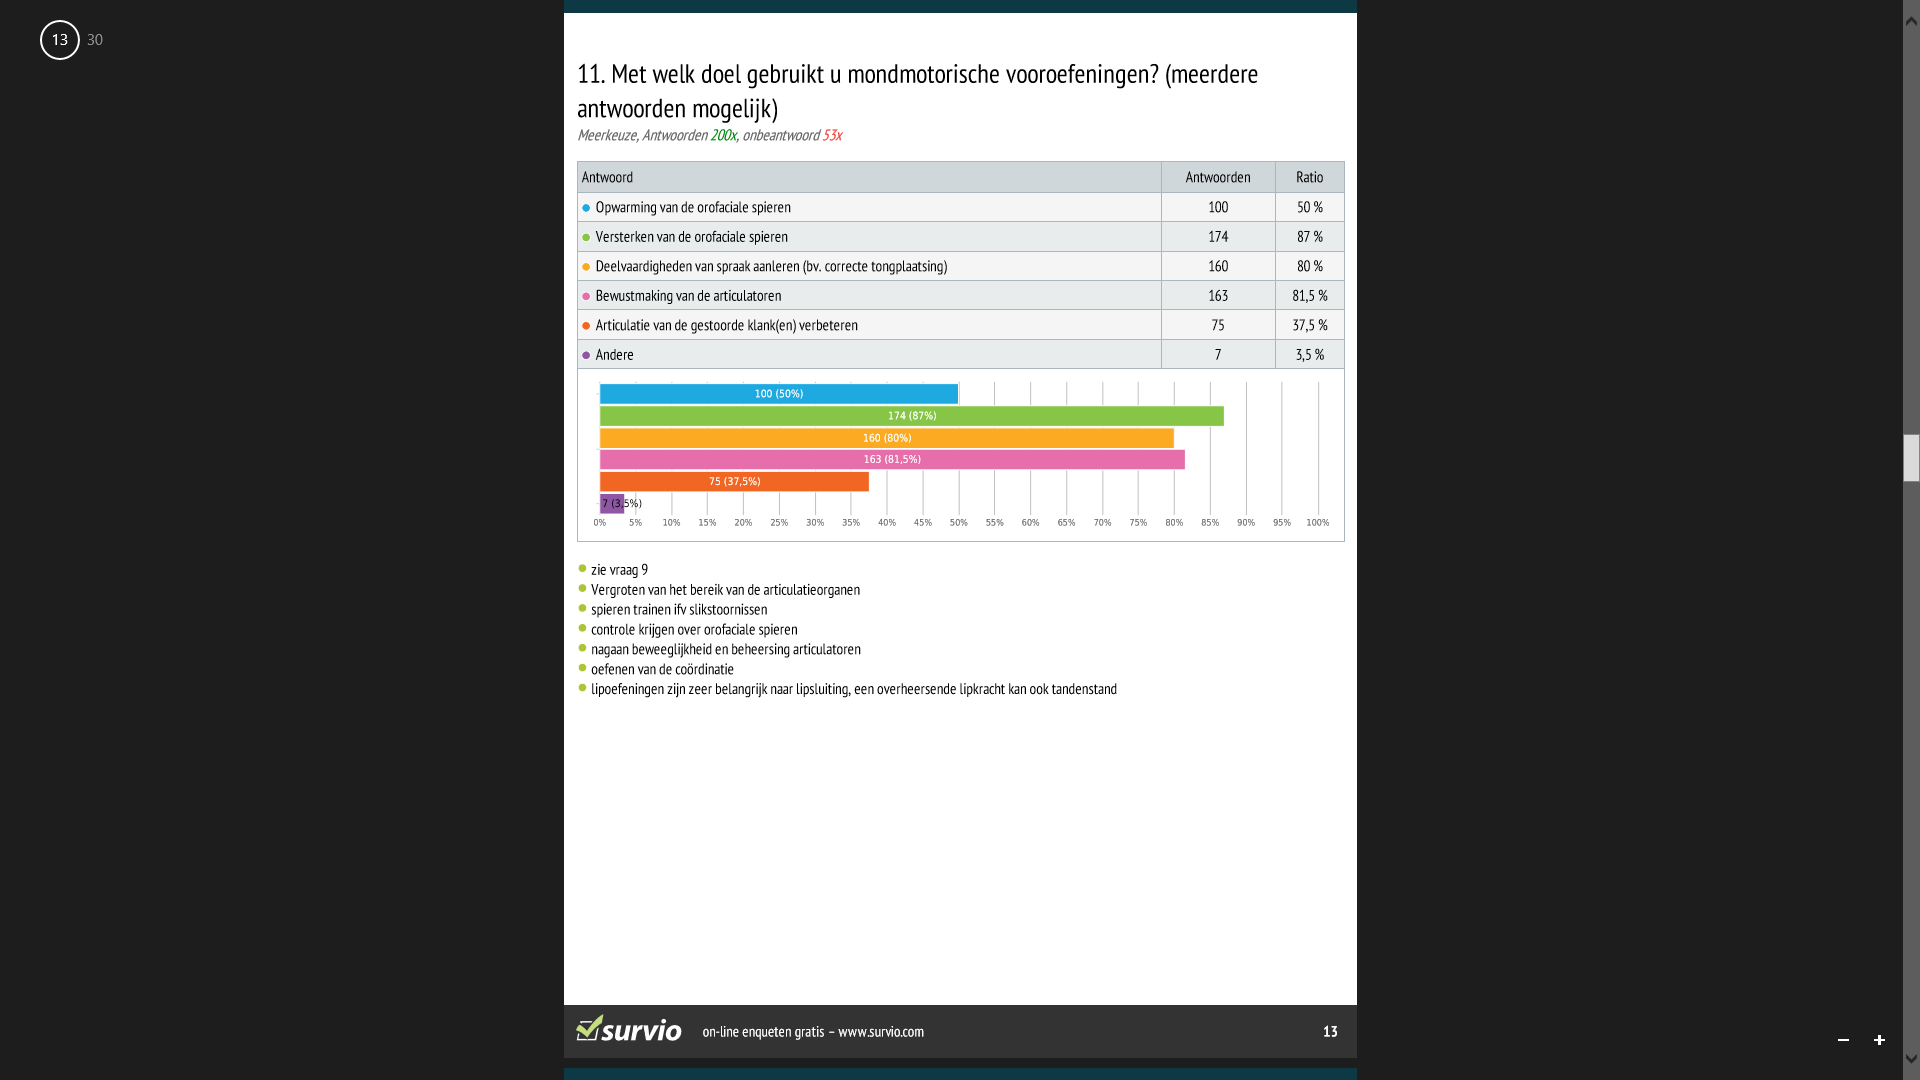 13 30
11. Met welk doel gebruikt u mondmotorische vooroefeningen? (meerdere
antwoorden mogelijk)
Meerkeuze, Antwoorden 200x, onbeantwoord 53x
Antwoord Antwoorden Ratio
Opwarming van de orofaciale spieren 100 50 %
Versterken van de orofaciale spieren 174 87 %
Deelvaardigheden van spraak aanleren (bv. correcte tongplaatsing) 160 80 %
Bewustmaking van de articulatoren 163 81,5 %
Articulatie van de gestoorde klank(en) verbeteren 75 37,5 %
Andere 7 3,5 %
100 (50%)
174 (87%)
160 (80%)
163 (81,5%)
75 (37,5%)
7 (3,5%)
0% 5% 10% 15% 20% 25% 30% 35% 40% 45% 50% 55% 60% 65% 70% 75% 80% 85% 90% 95% 100%
zie vraag 9
Vergroten van het bereik van de articulatieorganen
spieren trainen ifv slikstoornissen
controle krijgen over orofaciale spieren
nagaan beweeglijkheid en beheersing articulatoren
oefenen van de coördinatie
lipoefeningen zijn zeer belangrijk naar lipsluiting, een overheersende lipkracht kan ook tandenstand
survio on-line enqueten gratis – www.survio.com 13